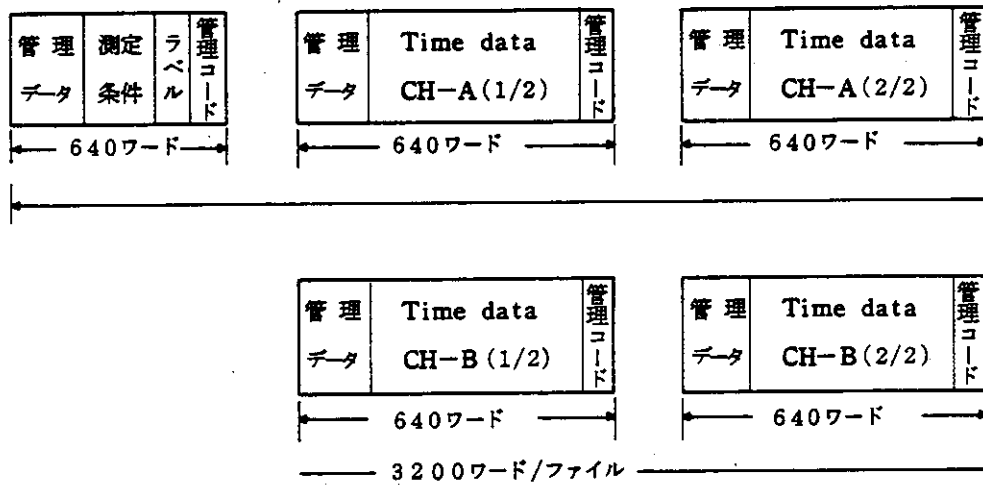 管理データ 測定条件 ラベル 管理コード
管理データ Time data CH-A(1/2) 管理コード
管理データ Time data CH-A(2/2) 管理コード
640ワード
640ワード
640ワード
管理データ Time data CH-B(1/2) 管理コード
管理データ Time data CH-B(2/2) 管理コード
640ワード
640ワード
3200ワード/ファイル